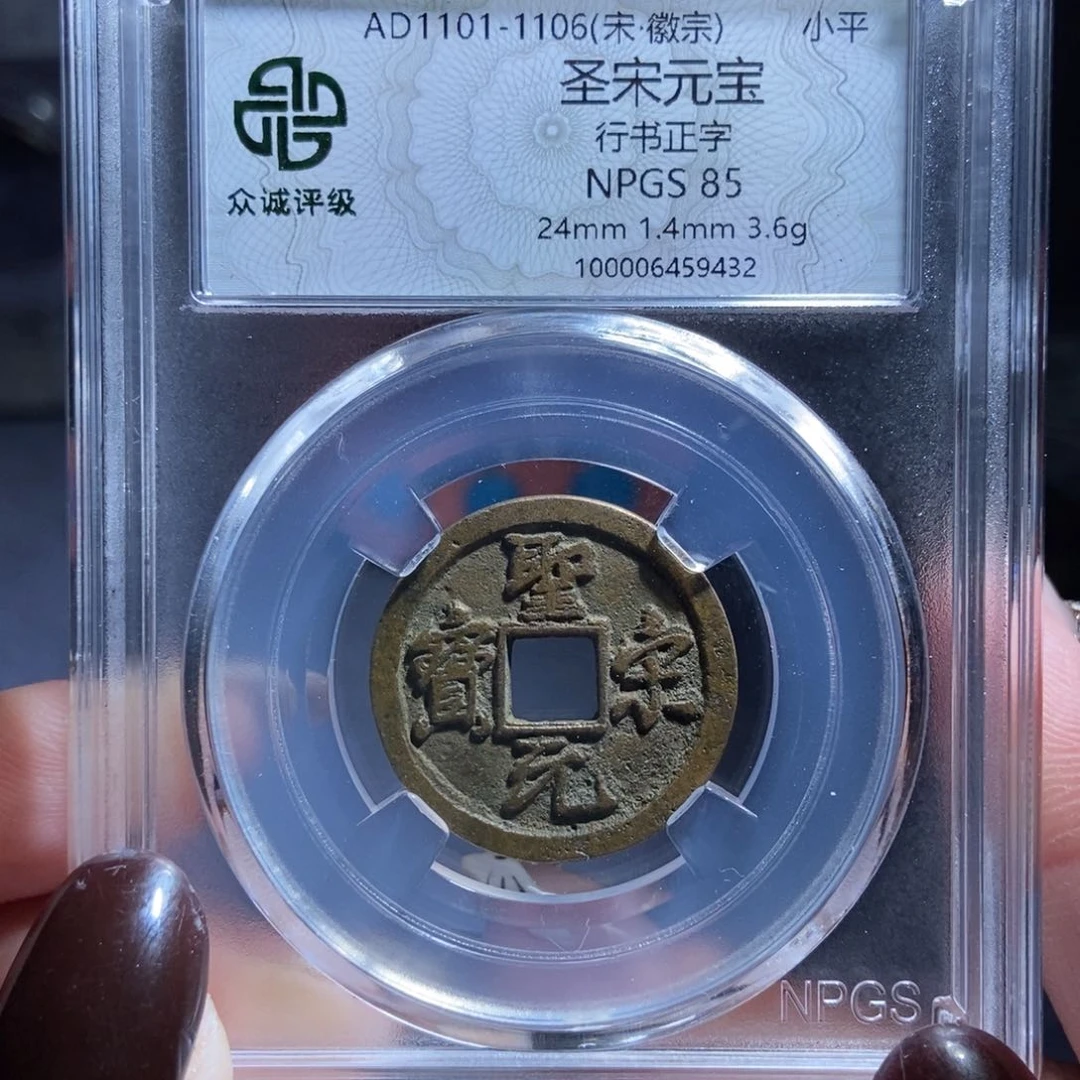 AD1101-1106(宋·徽宗) 小平
圣宋元宝
行书正字
NPGS 85
24mm 1.4mm 3.6g
100006459432
众诚评级
聖
寶 宋
元
NPGS